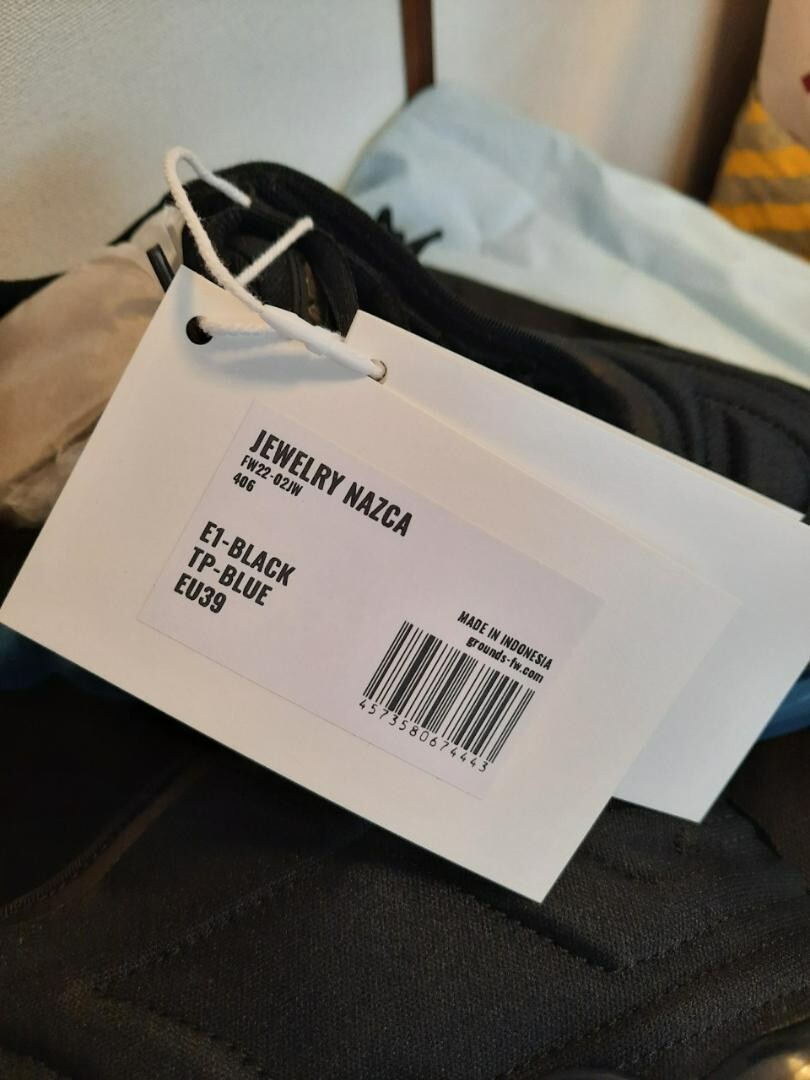 JEWELRY NAZCA
FW22-02JW
406
E1-BLACK
TP-BLUE
EU39
MADE IN INDONESIA
grounds-fw.com
4573580674443